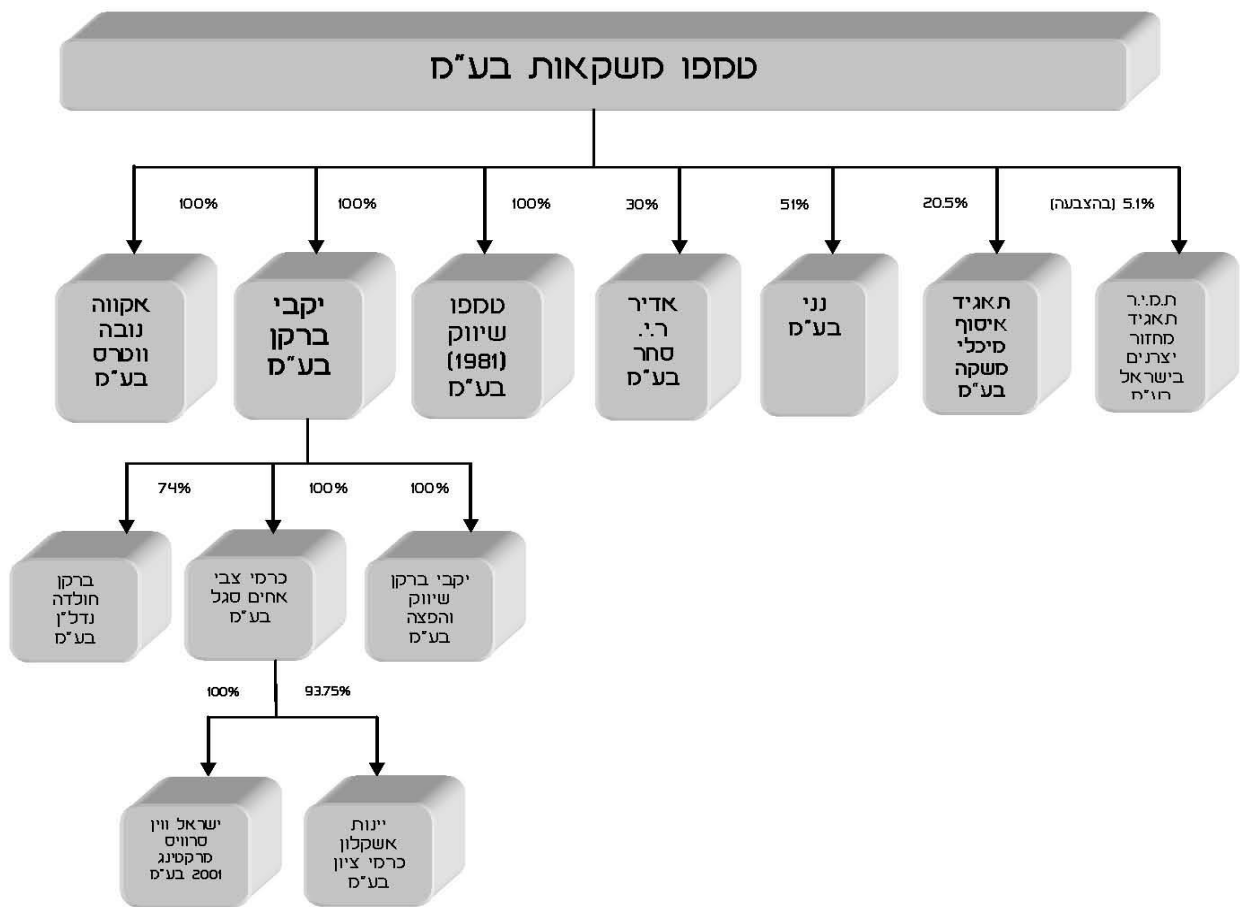 טמפו משקאות בע"מ
100%
100%
100%
30%
51%
20.5%
5.1% (בהצבעה)
אקווה
נובה
ווטרס
בע"מ
יקבי
ברקן
בע"מ
טמפו
שיווק
(1981)
בע"מ
אדיר
ר.י.
סחר
בע"מ
נני
בע"מ
תאגיד
איסוף
מיכלי
משקה
בע"מ
ת.מ.י.ר
תאגיד
מחזור
יצרנים
בישראל
בע"מ
74%
100%
100%
ברקן
חולדה
נדל"ן
בע"מ
כרמי צבי
אחים סגל
בע"מ
יקבי ברקן
שיווק
והפצה
בע"מ
100%
93.75%
ישראל ווין
סרוויס
מרקטינג
2001 בע"מ
יינות
אשקלון
כרמי ציון
בע"מ